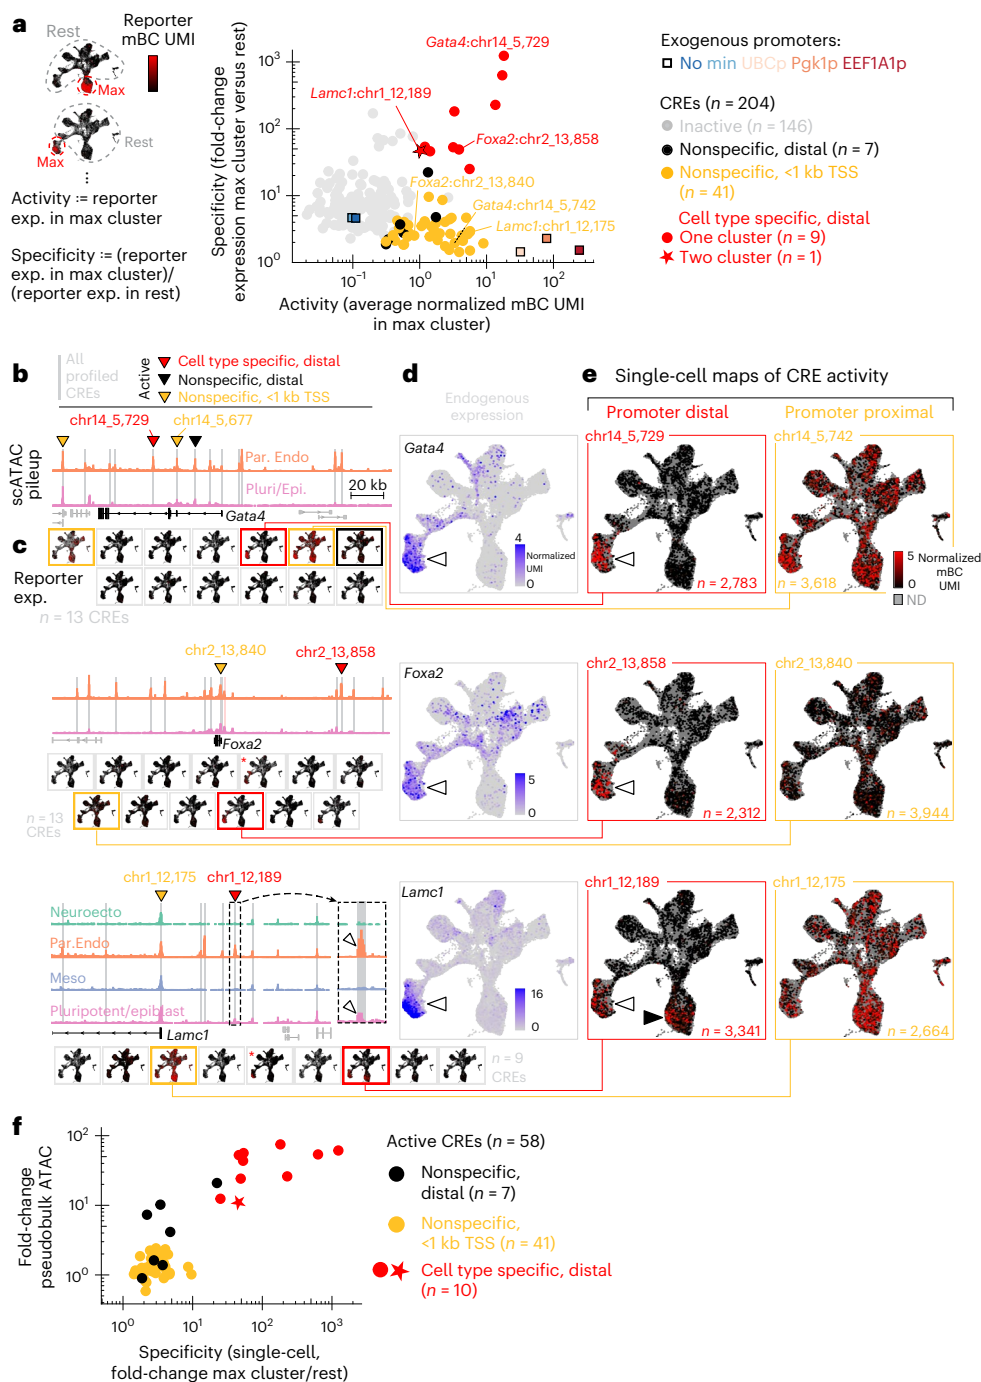 a
Rest
Reporter
mBC UMI
Max
Rest
Max
⋮
Activity := reporter
exp. in max cluster
Specificity := (reporter
exp. in max cluster)/
(reporter exp. in rest)
Specificity (fold-change
expression max cluster versus rest)
10³
10²
10¹
10⁰
10⁻¹
10⁰
10¹
10²
Activity (average normalized mBC UMI
in max cluster)
Gata4:chr14_5,729
Lamc1:chr1_12,189
Foxa2:chr2_13,858
Foxa2:chr2_13,840
Gata4:chr14_5,742
Lamc1:chr1_12,175
Exogenous promoters:
No min UBCp Pgk1p EEF1A1p
CREs (n = 204)
Inactive (n = 146)
Nonspecific, distal (n = 7)
Nonspecific, <1 kb TSS
(n = 41)
Cell type specific, distal
One cluster (n = 9)
Two cluster (n = 1)
b
All
profiled
CREs
Active
Cell type specific, distal
Nonspecific, distal
Nonspecific, <1 kb TSS
chr14_5,729
chr14_5,677
scATAC
pileup
Par. Endo
Pluri/Epi.
20 kb
Gata4
c
Reporter
exp.
n = 13 CREs
chr2_13,840
chr2_13,858
Foxa2
*
n = 13
CREs
chr1_12,175
chr1_12,189
Neuroecto
Par.Endo
Meso
Pluripotent/epiblast
Lamc1
*
n = 9
CREs
d
Endogenous
expression
Gata4
4
Normalized
UMI
0
Foxa2
5
0
Lamc1
16
0
e
Single-cell maps of CRE activity
Promoter distal
Promoter proximal
chr14_5,729
n = 2,783
chr14_5,742
n = 3,618
5
Normalized
mBC
UMI
0
ND
chr2_13,858
n = 2,312
chr2_13,840
n = 3,944
chr1_12,189
n = 3,341
chr1_12,175
n = 2,664
f
Fold-change
pseudobulk ATAC
10²
10¹
10⁰
10⁰
10¹
10²
10³
Specificity (single-cell,
fold-change max cluster/rest)
Active CREs (n = 58)
Nonspecific,
distal (n = 7)
Nonspecific,
<1 kb TSS (n = 41)
Cell type specific, distal
(n = 10)